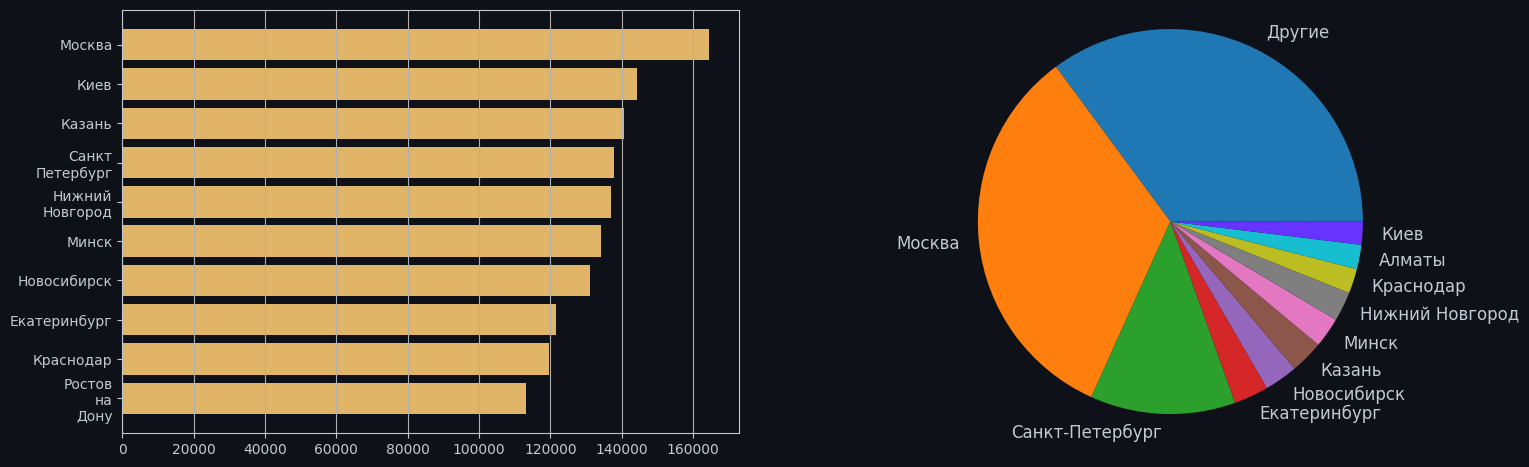 Москва
Киев
Казань
Санкт
Петербург
Нижний
Новгород
Минск
Новосибирск
Екатеринбург
Краснодар
Ростов
на
Дону
0 20000 40000 60000 80000 100000 120000 140000 160000
Другие
Москва
Санкт-Петербург
Екатеринбург
Новосибирск
Казань
Минск
Нижний Новгород
Краснодар
Алматы
Киев